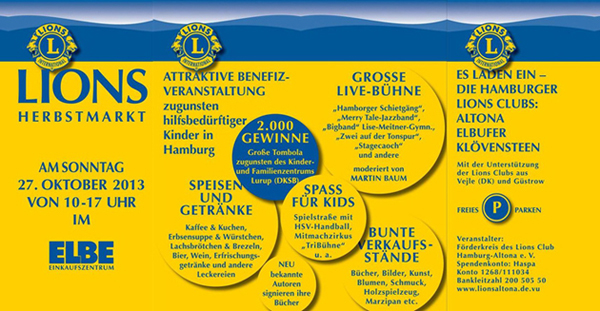 LIONS
L
INTERNATIONAL
LIONS
HERBSTMARKT
AM SONNTAG
27. OKTOBER 2013
VON 10-17 UHR
IM
ELBE
EINKAUFSZENTRUM
LIONS
L
INTERNATIONAL
ATTRAKTIVE BENEFIZ-
VERANSTALTUNG
zugunsten
hilfsbedürftiger
Kinder in
Hamburg
2.000
GEWINNE
Große Tombola
zugunsten des Kinder-
und Familienzentrums
Lurup (DKSB)
SPEISEN
UND
GETRÄNKE
Kaffee & Kuchen,
Erbsensuppe & Würstchen,
Lachsbrötchen & Brezeln,
Bier, Wein, Erfrischungs-
getränke und andere
Leckereien
SPASS
FÜR KIDS
Spielstraße mit
HSV-Handball,
Mitmachzirkus
„TriBühne“
u. a.
NEU
bekannte
Autoren
signieren ihre
Bücher
GROSSE
LIVE-BÜHNE
„Hamborger Schietgäng“,
„Merry Tale-Jazzband“,
„Bigband“ Lise-Meitner-Gymn.,
„Zwei auf der Tonspur“,
„Stagecoach“
und andere
moderiert von
MARTIN BAUM
BUNTE
VERKAUFS-
STÄNDE
Bücher, Bilder, Kunst,
Blumen, Schmuck,
Holzspielzeug,
Marzipan etc.
LIONS
L
INTERNATIONAL
ES LADEN EIN –
DIE HAMBURGER
LIONS CLUBS:
ALTONA
ELBUFER
KLÖVENSTEEN
Mit der Unterstützung
der Lions Clubs aus
Vejle (DK) und Güstrow
FREIES P PARKEN
Veranstalter:
Förderkreis des Lions Club
Hamburg-Altona e. V,
Spendenkonto: Haspa
Konto 1268/111034
Bankleitzahl 200 505 50
www.lionsaltona.de.vu